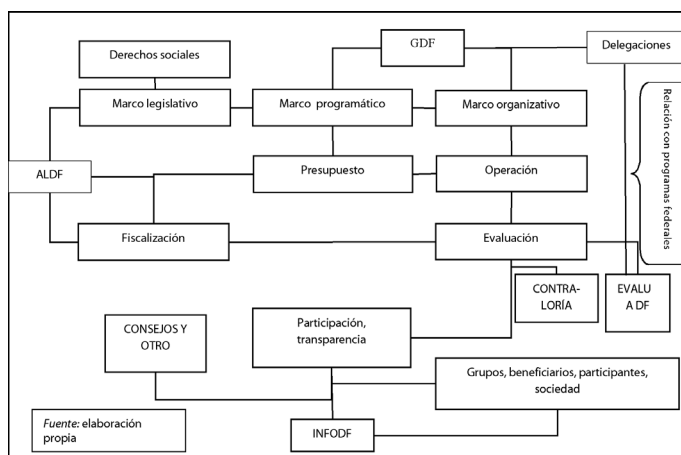 GDF
Delegaciones
Derechos sociales
Marco legislativo
Marco programático
Marco organizativo
Relación con programas federales
ALDF
Presupuesto
Operación
Fiscalización
Evaluación
CONTRA-
LORÍA
EVALU
A DF
CONSEJOS Y
OTRO
Participación,
transparencia
Grupos, beneficiarios, participantes,
sociedad
Fuente: elaboración
propia
INFODF